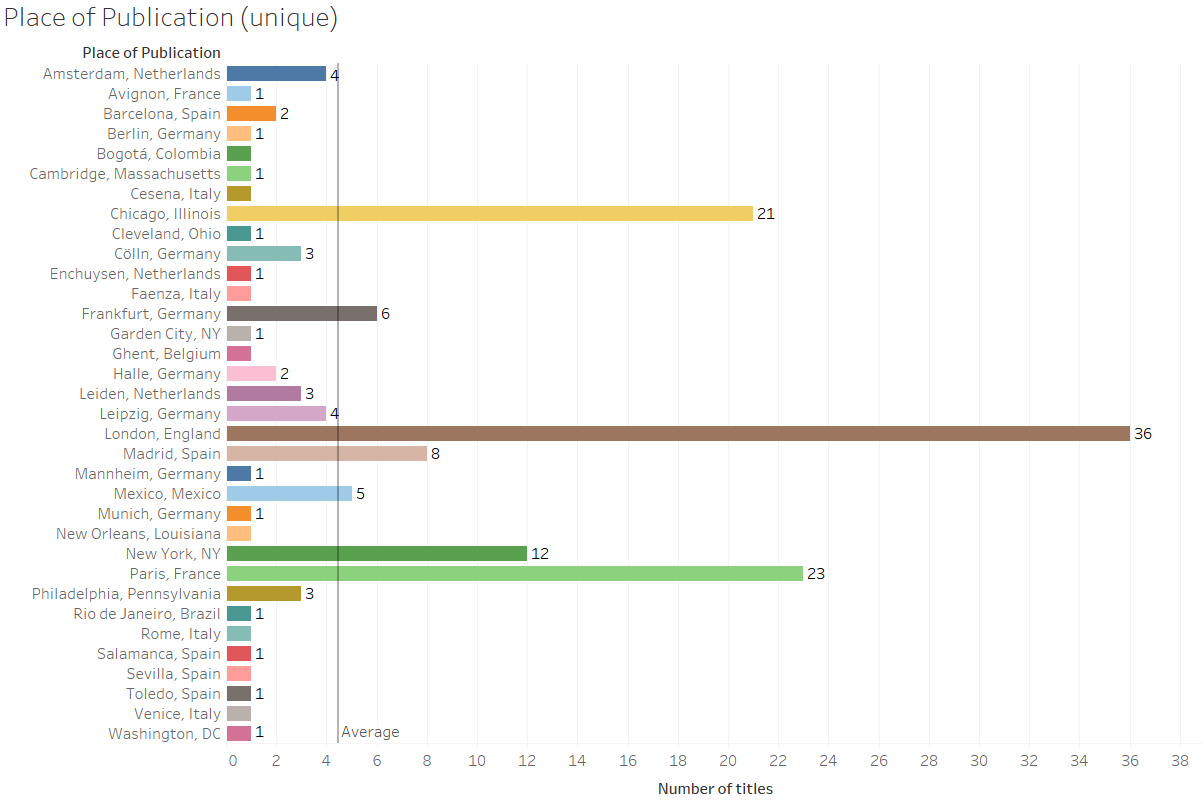 Place of Publication (unique)
Place of Publication
Amsterdam, Netherlands 4
Avignon, France 1
Barcelona, Spain 2
Berlin, Germany 1
Bogotá, Colombia
Cambridge, Massachusetts 1
Cesena, Italy
Chicago, Illinois 21
Cleveland, Ohio 1
Cölln, Germany 3
Enchuysen, Netherlands 1
Faenza, Italy
Frankfurt, Germany 6
Garden City, NY 1
Ghent, Belgium
Halle, Germany 2
Leiden, Netherlands 3
Leipzig, Germany 4
London, England 36
Madrid, Spain 8
Mannheim, Germany 1
Mexico, Mexico 5
Munich, Germany 1
New Orleans, Louisiana
New York, NY 12
Paris, France 23
Philadelphia, Pennsylvania 3
Rio de Janeiro, Brazil 1
Rome, Italy
Salamanca, Spain 1
Sevilla, Spain
Toledo, Spain 1
Venice, Italy
Washington, DC 1 Average
0 2 4 6 8 10 12 14 16 18 20 22 24 26 28 30 32 34 36 38
Number of titles